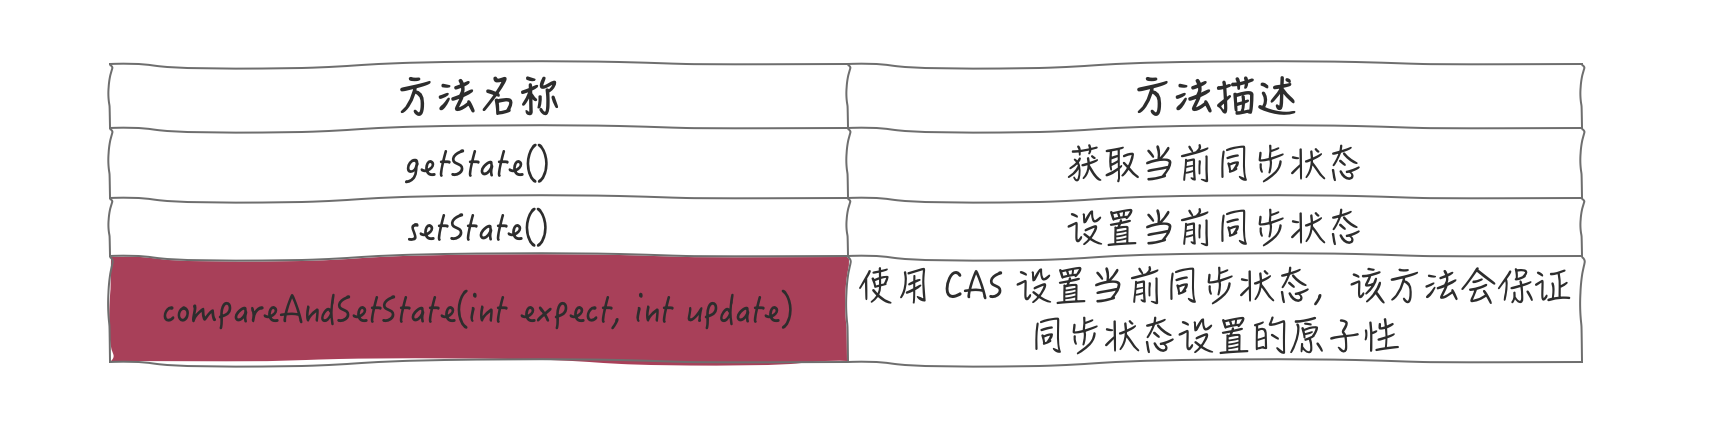 方法名称
方法描述
getState()
获取当前同步状态
setState()
设置当前同步状态
compareAndSetState(int expect, int update)
使用 CAS 设置当前同步状态，该方法会保证
同步状态设置的原子性